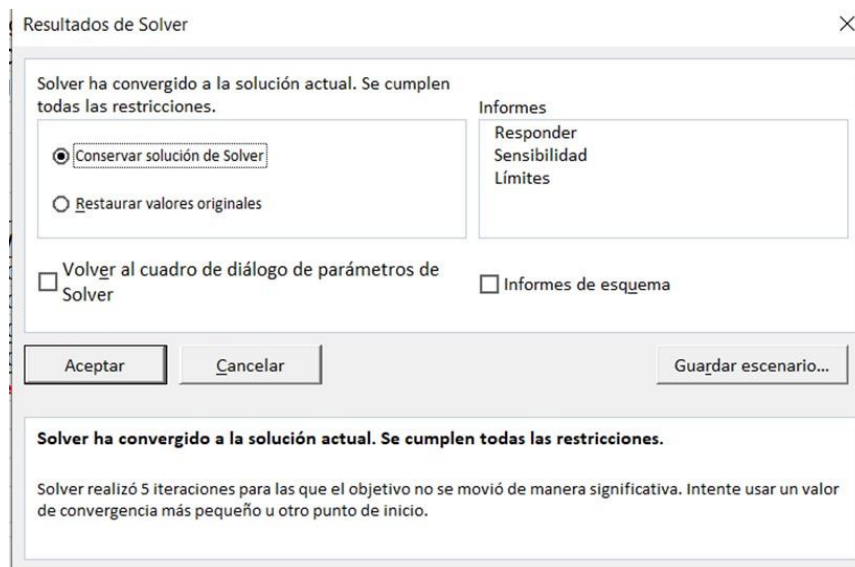 Resultados de Solver
Solver ha convergido a la solución actual. Se cumplen
todas las restricciones.
Conservar solución de Solver
Restaurar valores originales
Informes
Responder
Sensibilidad
Límites
Volver al cuadro de diálogo de parámetros de
Solver
Informes de esquema
Aceptar
Cancelar
Guardar escenario...
Solver ha convergido a la solución actual. Se cumplen todas las restricciones.
Solver realizó 5 iteraciones para las que el objetivo no se movió de manera significativa. Intente usar un valor
de convergencia más pequeño u otro punto de inicio.